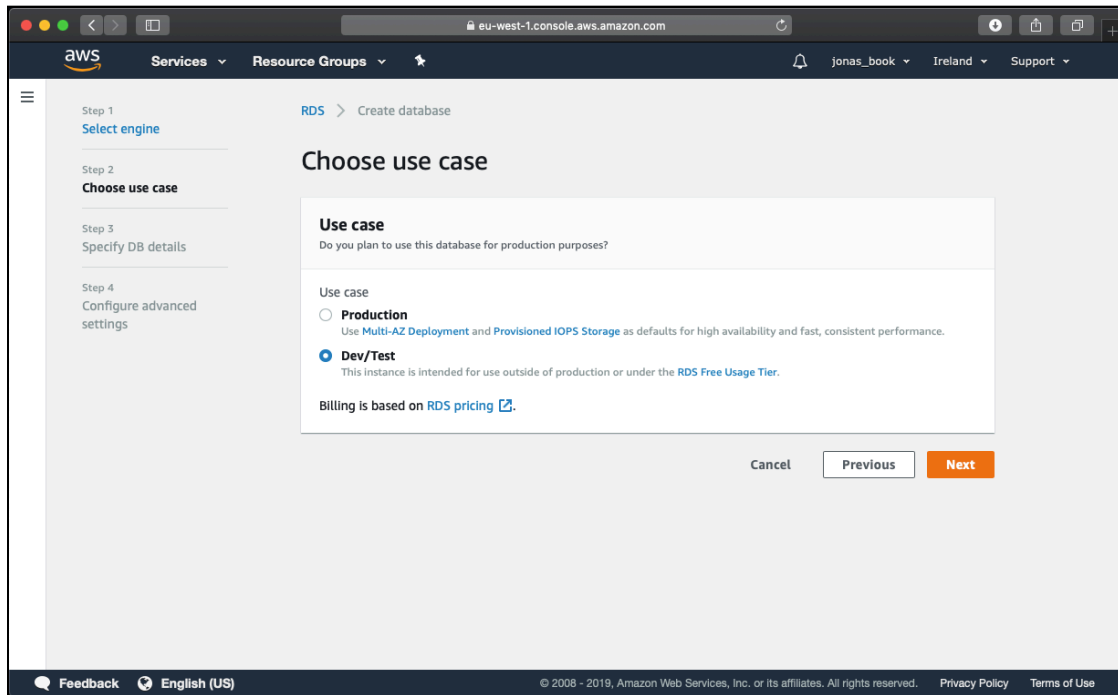 eu-west-1.console.aws.amazon.com
aws Services Resource Groups jonas_book Ireland Support
Step 1
Select engine
Step 2
Choose use case
Step 3
Specify DB details
Step 4
Configure advanced
settings
RDS > Create database
Choose use case
Use case
Do you plan to use this database for production purposes?
Use case
Production
Use Multi-AZ Deployment and Provisioned IOPS Storage as defaults for high availability and fast, consistent performance.
Dev/Test
This instance is intended for use outside of production or under the RDS Free Usage Tier.
Billing is based on RDS pricing.
Cancel Previous Next
Feedback English (US) © 2008 - 2019, Amazon Web Services, Inc. or its affiliates. All rights reserved. Privacy Policy Terms of Use